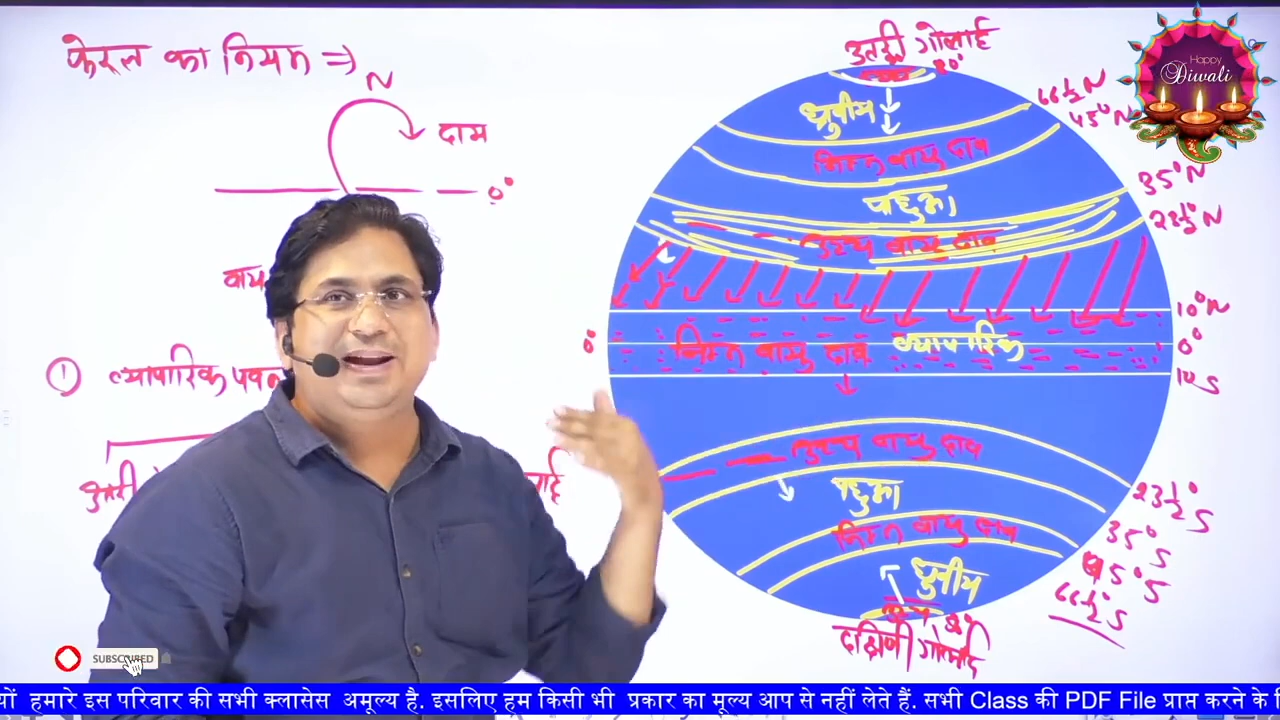 फेरल का नियम ⇒
N
दाम
0°
①
व्यापारिक पवन
उत्तरी गोलार्द्ध
ध्रुवीय
66½ N
45° N
निम्न वायु दाब
35° N
पछुआ
23½° N
उच्च वायु दाब
10° N
0°
निम्न वायु दाब
व्यापारिक
0°
10 S
उच्च वायु दाब
23½° S
पछुआ
35° S
निम्न वायु दाब
45° S
ध्रुवीय
66½° S
दक्षिणी गोलार्द्ध
Happy
Diwali
SUBSCRIBED
हमारे इस परिवार की सभी क्लासेस अमूल्य है. इसलिए हम किसी भी प्रकार का मूल्य आप से नहीं लेते हैं. सभी Class की PDF File प्राप्त करने के